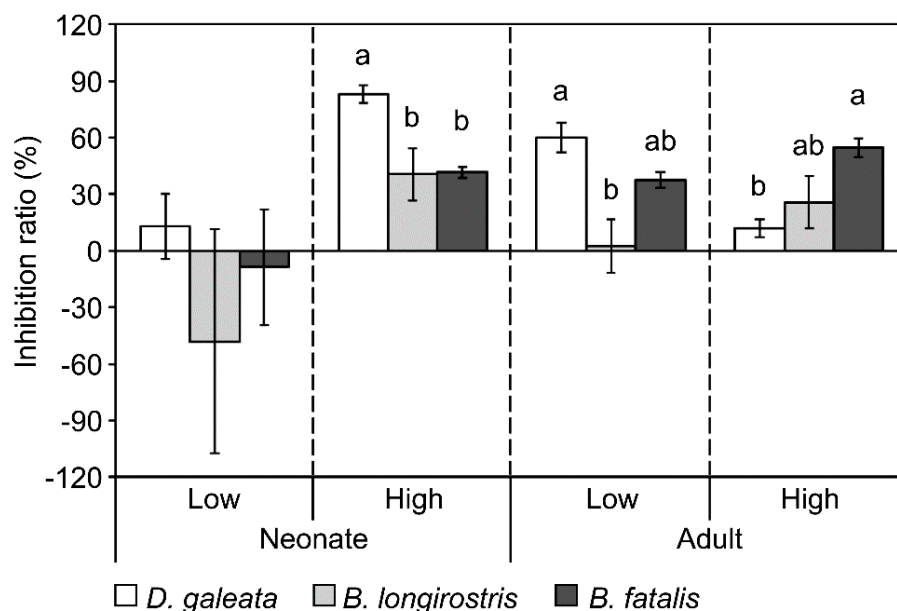 Inhibition ratio (%)
120
90
60
30
0
-30
-60
-90
-120
a
b
b
a
b
ab
b
ab
a
Low
High
Low
High
Neonate
Adult
D. galeata
B. longirostris
B. fatalis